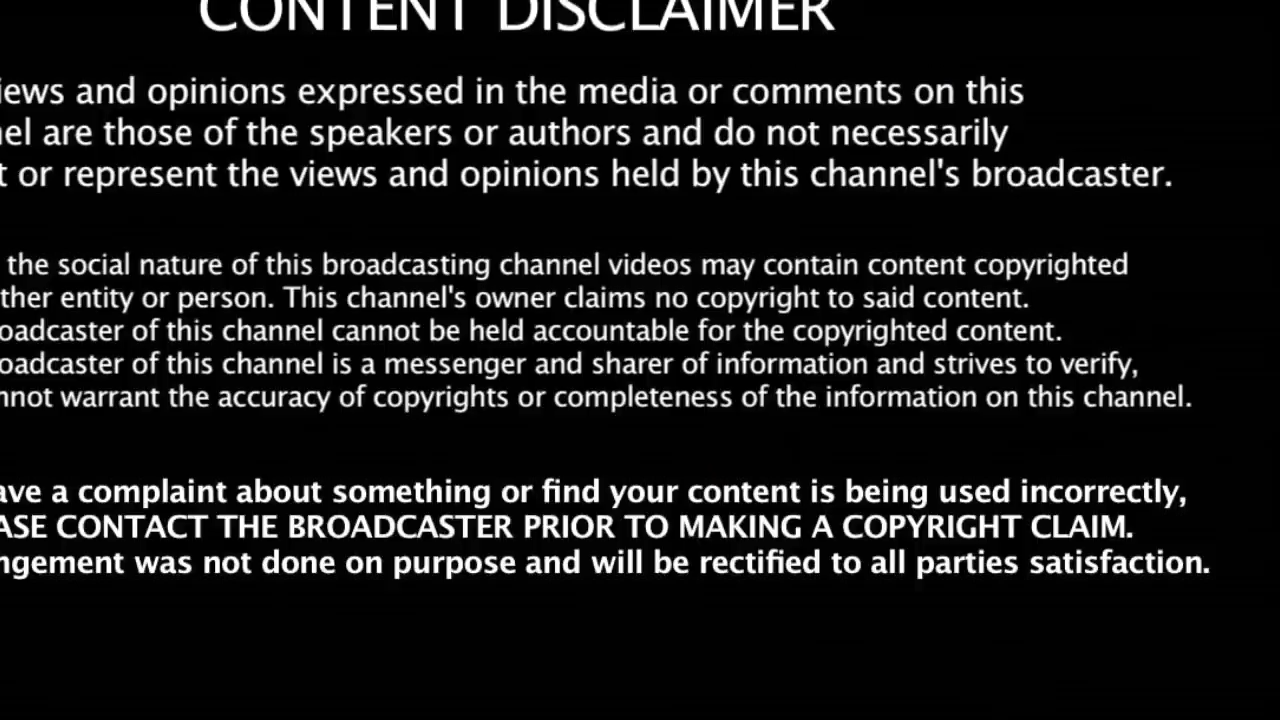 CONTENT DISCLAIMER
iews and opinions expressed in the media or comments on this
nel are those of the speakers or authors and do not necessarily
t or represent the views and opinions held by this channel's broadcaster.
the social nature of this broadcasting channel videos may contain content copyrighted
ther entity or person. This channel's owner claims no copyright to said content.
oadcaster of this channel cannot be held accountable for the copyrighted content.
oadcaster of this channel is a messenger and sharer of information and strives to verify,
nnot warrant the accuracy of copyrights or completeness of the information on this channel.
ave a complaint about something or find your content is being used incorrectly,
ASE CONTACT THE BROADCASTER PRIOR TO MAKING A COPYRIGHT CLAIM.
ngement was not done on purpose and will be rectified to all parties satisfaction.